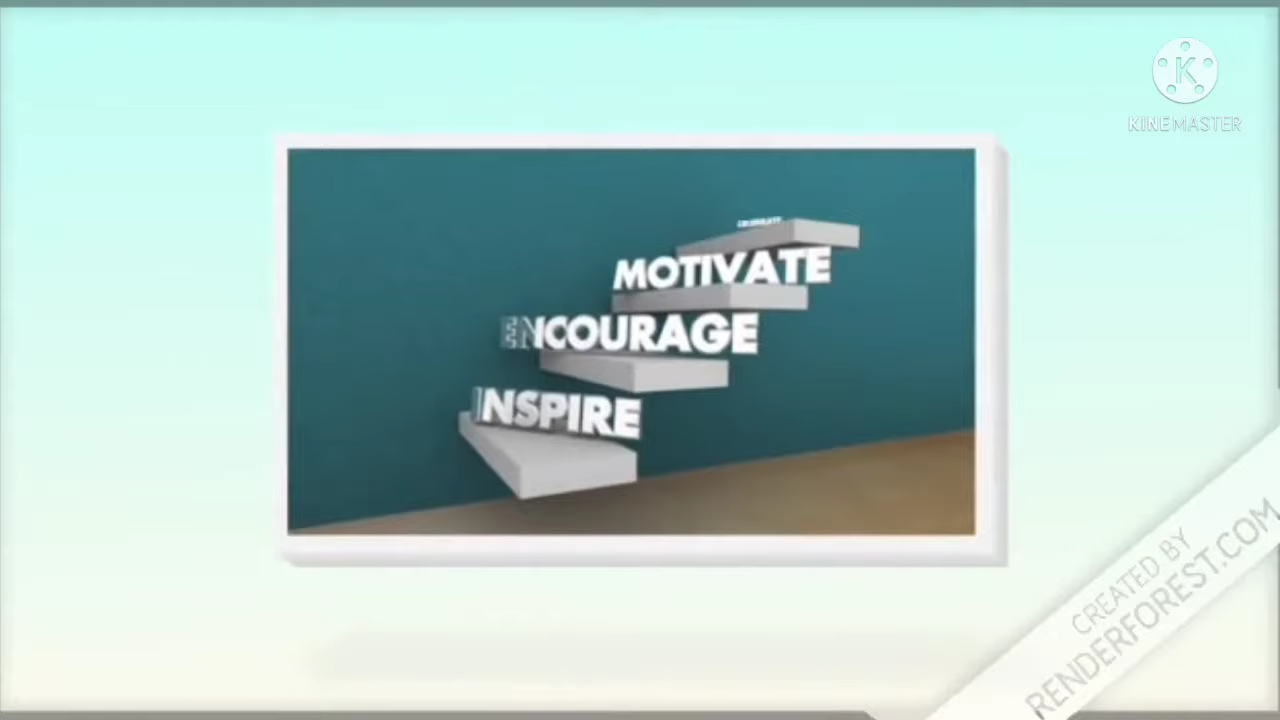 KINEMASTER
MOTIVATE
ENCOURAGE
INSPIRE
CREATED BY
RENDERFOREST.COM